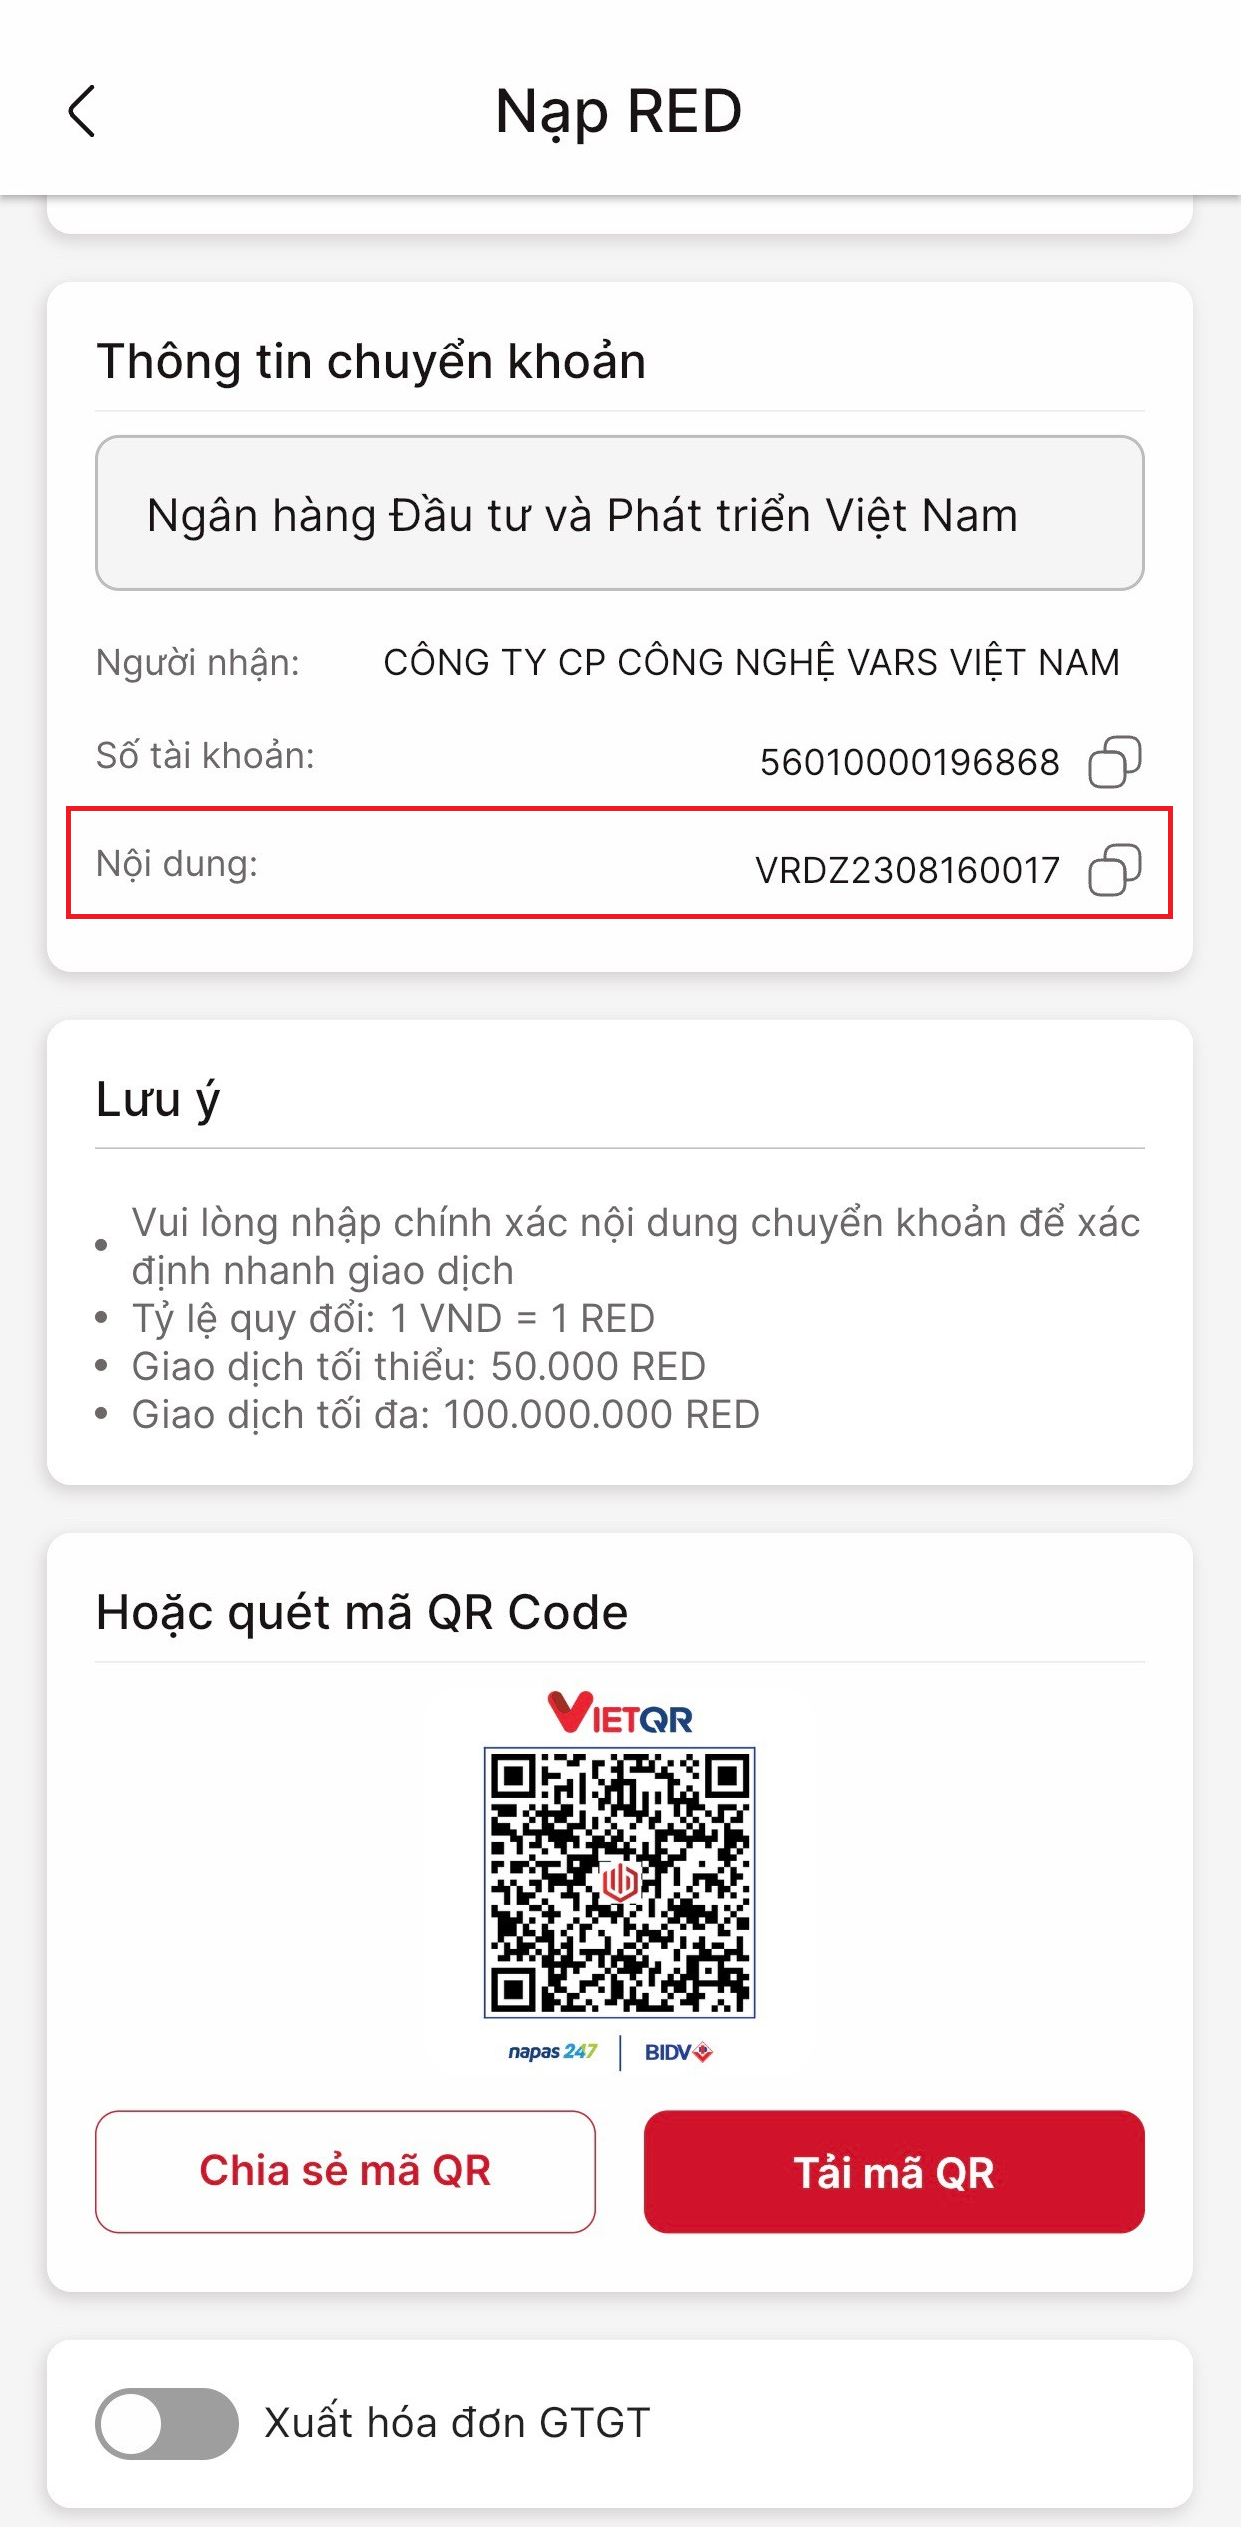 Nạp RED
Thông tin chuyển khoản
Ngân hàng Đầu tư và Phát triển Việt Nam
Người nhận: CÔNG TY CP CÔNG NGHỆ VARS VIỆT NAM
Số tài khoản: 56010000196868
Nội dung: VRDZ2308160017
Lưu ý
• Vui lòng nhập chính xác nội dung chuyển khoản để xác
định nhanh giao dịch
• Tỷ lệ quy đổi: 1 VND = 1 RED
• Giao dịch tối thiểu: 50.000 RED
• Giao dịch tối đa: 100.000.000 RED
Hoặc quét mã QR Code
VIETQR
napas 247 | BIDV
Chia sẻ mã QR
Tải mã QR
Xuất hóa đơn GTGT